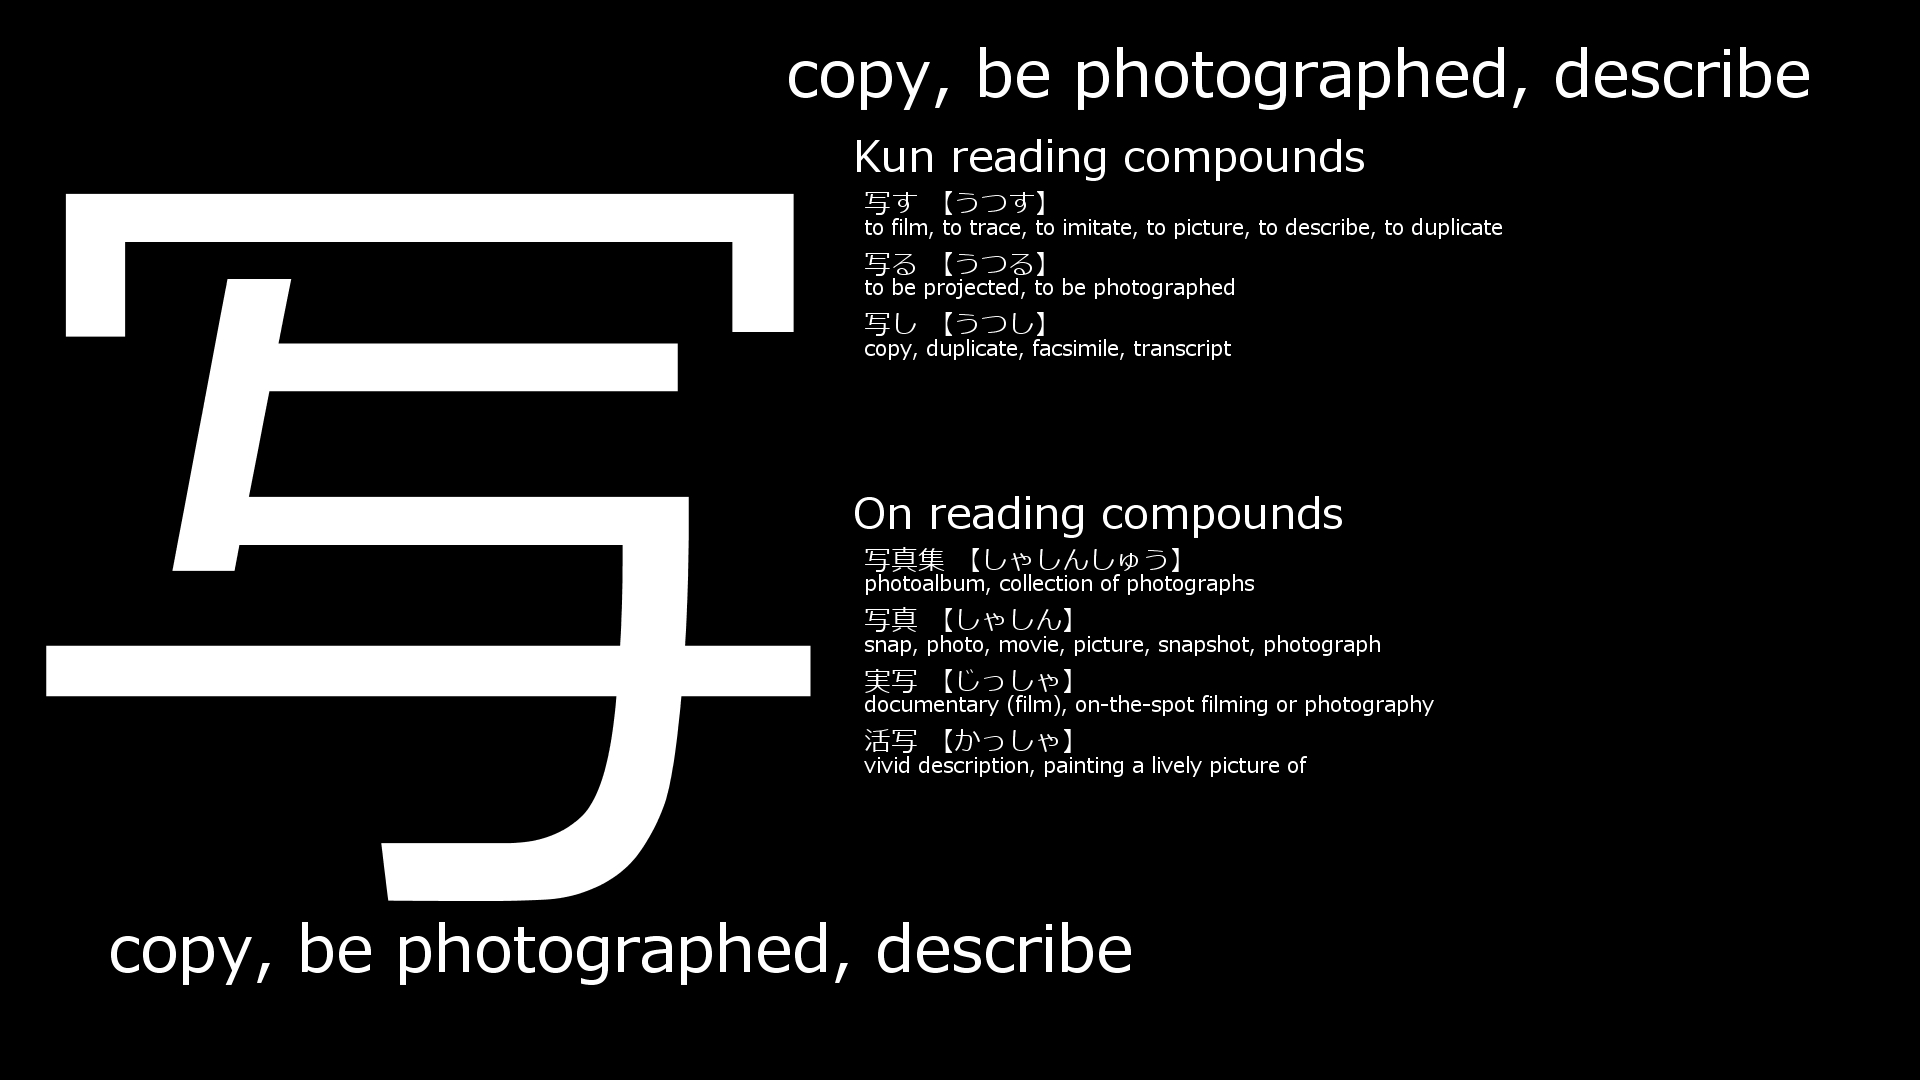 copy, be photographed, describe
写
Kun reading compounds
写す 【うつす】
to film, to trace, to imitate, to picture, to describe, to duplicate
写る 【うつる】
to be projected, to be photographed
写し 【うつし】
copy, duplicate, facsimile, transcript
On reading compounds
写真集 【しゃしんしゅう】
photoalbum, collection of photographs
写真 【しゃしん】
snap, photo, movie, picture, snapshot, photograph
実写 【じっしゃ】
documentary (film), on-the-spot filming or photography
活写 【かっしゃ】
vivid description, painting a lively picture of
copy, be photographed, describe